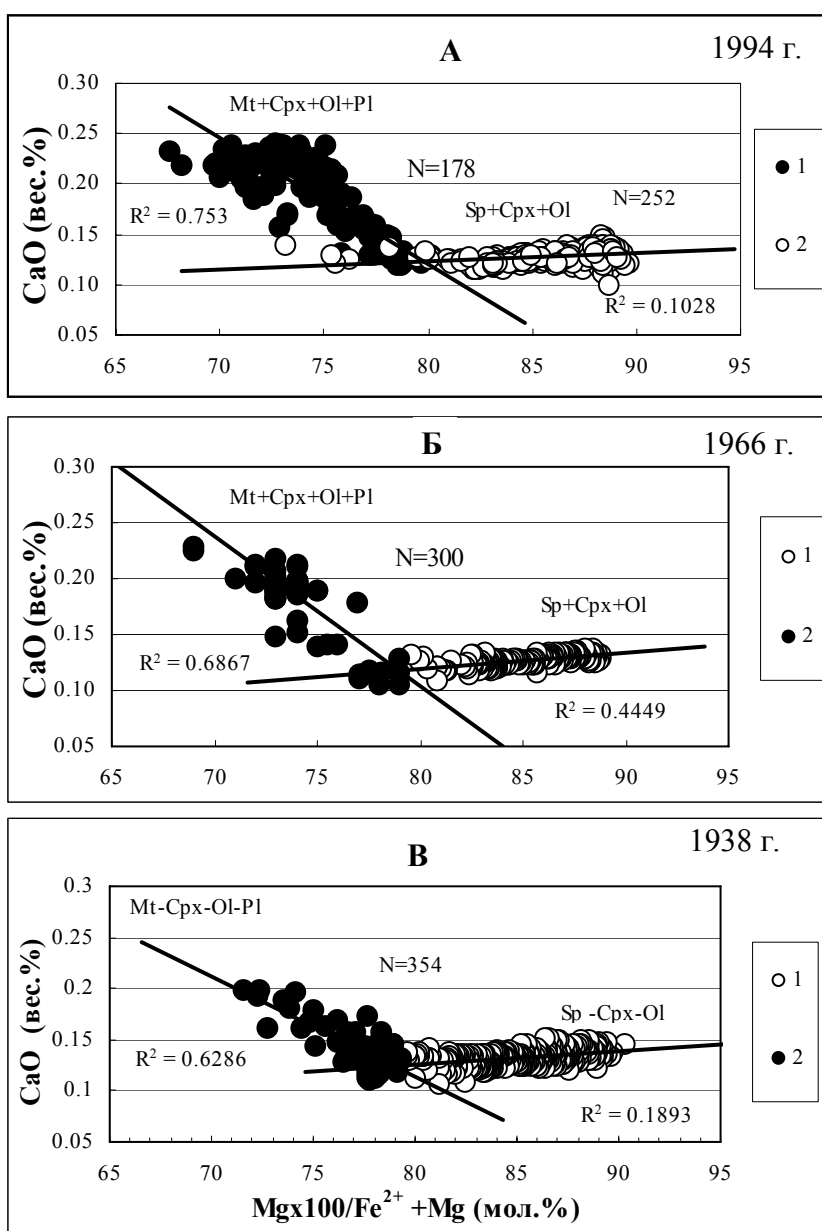 А
1994 г.
0.30
Mt+Cpx+Ol+Pl
0.25
0.20
N=178
N=252
Sp+Cpx+Ol
R² = 0.753
0.15
0.10
R² = 0.1028
0.05
CaO (вес.%)
65 70 75 80 85 90 95
1
2
Б
1966 г.
0.30
Mt+Cpx+Ol+Pl
0.25
N=300
0.20
Sp+Cpx+Ol
0.15
R² = 0.6867
0.10
R² = 0.4449
0.05
CaO (вес.%)
65 70 75 80 85 90 95
1
2
В
1938 г.
0.3
Mt-Cpx-Ol-Pl
0.25
N=354
0.2
Sp -Cpx-Ol
0.15
R² = 0.6286
0.1
R² = 0.1893
0.05
CaO (вес.%)
65 70 75 80 85 90 95
Mgx100/Fe²⁺ +Mg (мол.%)
1
2